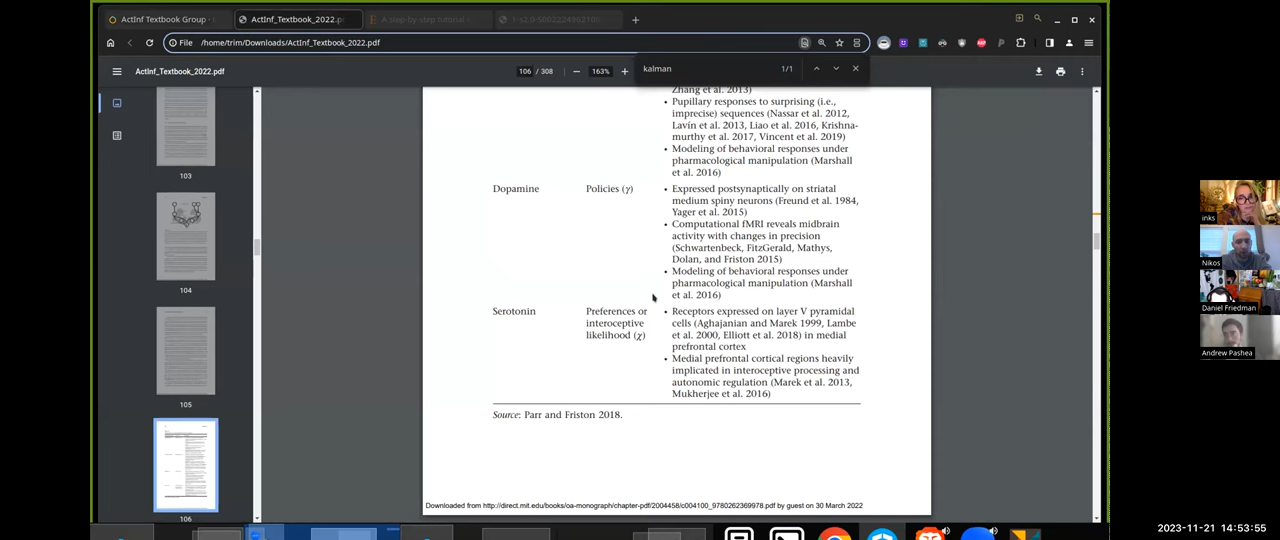 ActInf Textbook Group -
ActInf_Textbook_2022.p
A step-by-step tutorial
File /home/trim/Downloads/ActInf_Textbook_2022.pdf
ActInf_Textbook_2022.pdf
106 / 308
163%
kalman
1/1
Zhang et al. 2013)
• Pupillary responses to surprising (i.e.,
imprecise) sequences (Nassar et al. 2012,
Lavín et al. 2013, Liao et al. 2016, Krishna-
murthy et al. 2017, Vincent et al. 2019)
• Modeling of behavioral responses under
pharmacological manipulation (Marshall
et al. 2016)
Dopamine
Policies (γ)
• Expressed postsynaptically on striatal
medium spiny neurons (Freund et al. 1984,
Yager et al. 2015)
• Computational fMRI reveals midbrain
activity with changes in precision
(Schwartenbeck, FitzGerald, Mathys,
Dolan, and Friston 2015)
• Modeling of behavioral responses under
pharmacological manipulation (Marshall
et al. 2016)
Serotonin
Preferences or
interoceptive
likelihood (χ)
• Receptors expressed on layer V pyramidal
cells (Aghajanian and Marek 1999, Lambe
et al. 2000, Elliott et al. 2018) in medial
prefrontal cortex
• Medial prefrontal cortical regions heavily
implicated in interoceptive processing and
autonomic regulation (Marek et al. 2013,
Mukherjee et al. 2016)
Source: Parr and Friston 2018.
Downloaded from http://direct.mit.edu/books/oa-monograph/chapter-pdf/2004458/c004100_9780262369978.pdf by guest on 30 March 2022
103
104
105
106
inks
Nikos
Daniel Friedman
Andrew Pashea
2023-11-21 14:53:55